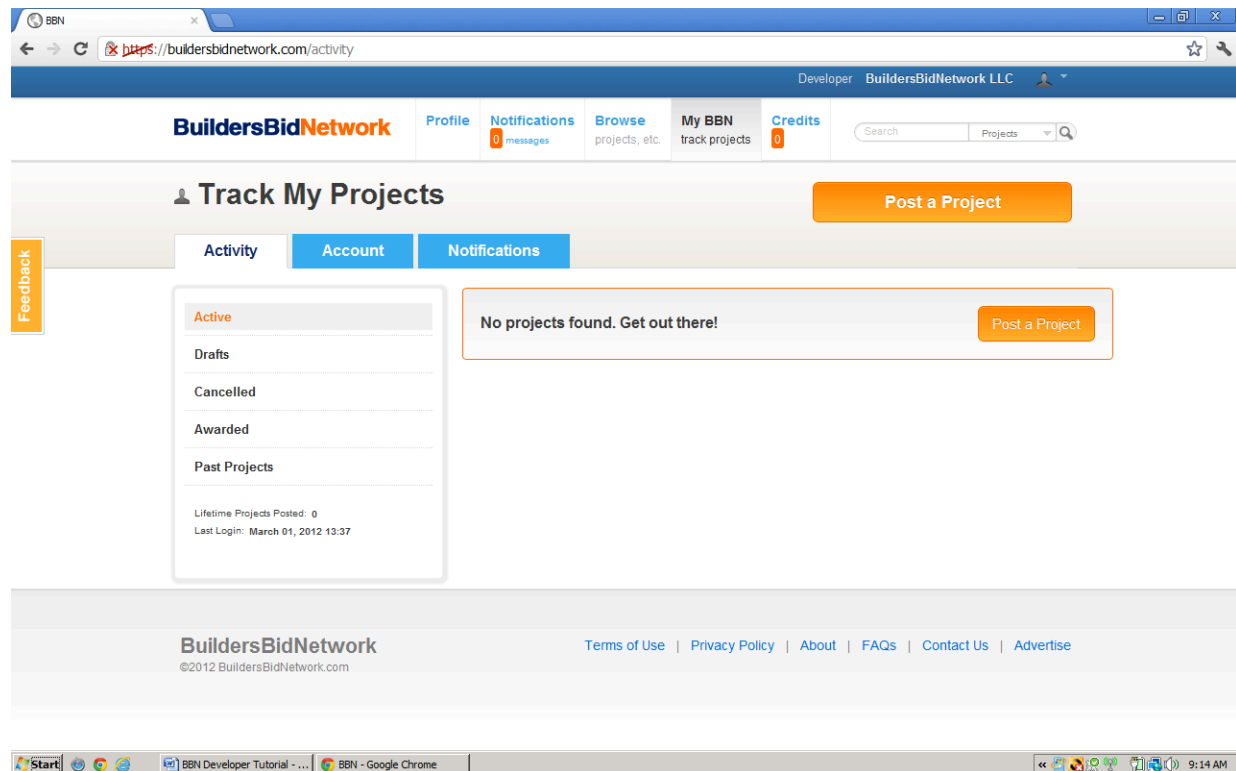 BBN
https://buildersbidnetwork.com/activity
Developer BuildersBidNetwork LLC
BuildersBidNetwork
Profile
Notifications
0 messages
Browse
projects, etc.
My BBN
track projects
Credits
0
Search
Projects
Track My Projects
Post a Project
Activity
Account
Notifications
Feedback
Active
Drafts
Cancelled
Awarded
Past Projects
Lifetime Projects Posted: 0
Last Login: March 01, 2012 13:37
No projects found. Get out there!
Post a Project
BuildersBidNetwork
©2012 BuildersBidNetwork.com
Terms of Use | Privacy Policy | About | FAQs | Contact Us | Advertise
Start
BBN Developer Tutorial - ...
BBN - Google Chrome
9:14 AM